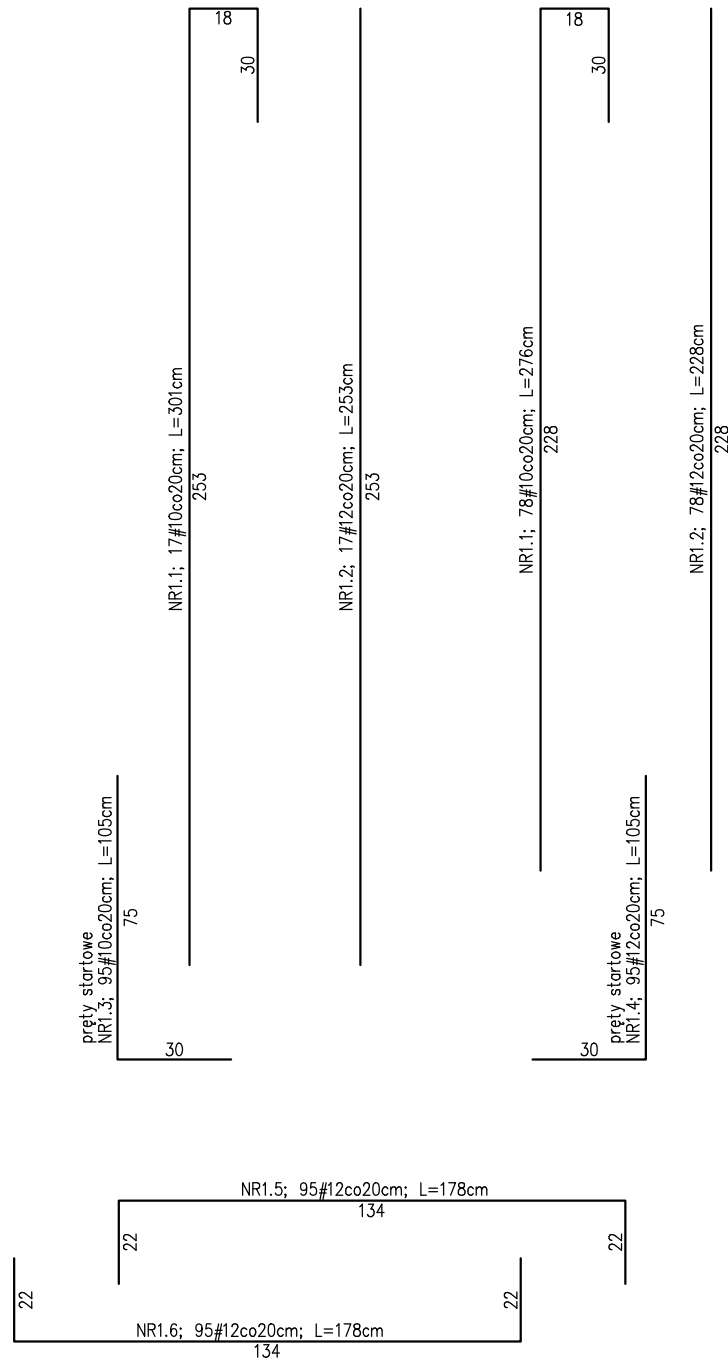 18
30
NR1.1; 17#10co20cm; L=301cm
253
NR1.2; 17#12co20cm; L=253cm
253
18
30
NR1.1; 78#10co20cm; L=276cm
228
NR1.2; 78#12co20cm; L=228cm
228
pręty startowe
NR1.3; 95#10co20cm; L=105cm
75
30
pręty startowe
NR1.4; 95#12co20cm; L=105cm
75
30
NR1.5; 95#12co20cm; L=178cm
134
22
22
22
22
NR1.6; 95#12co20cm; L=178cm
134